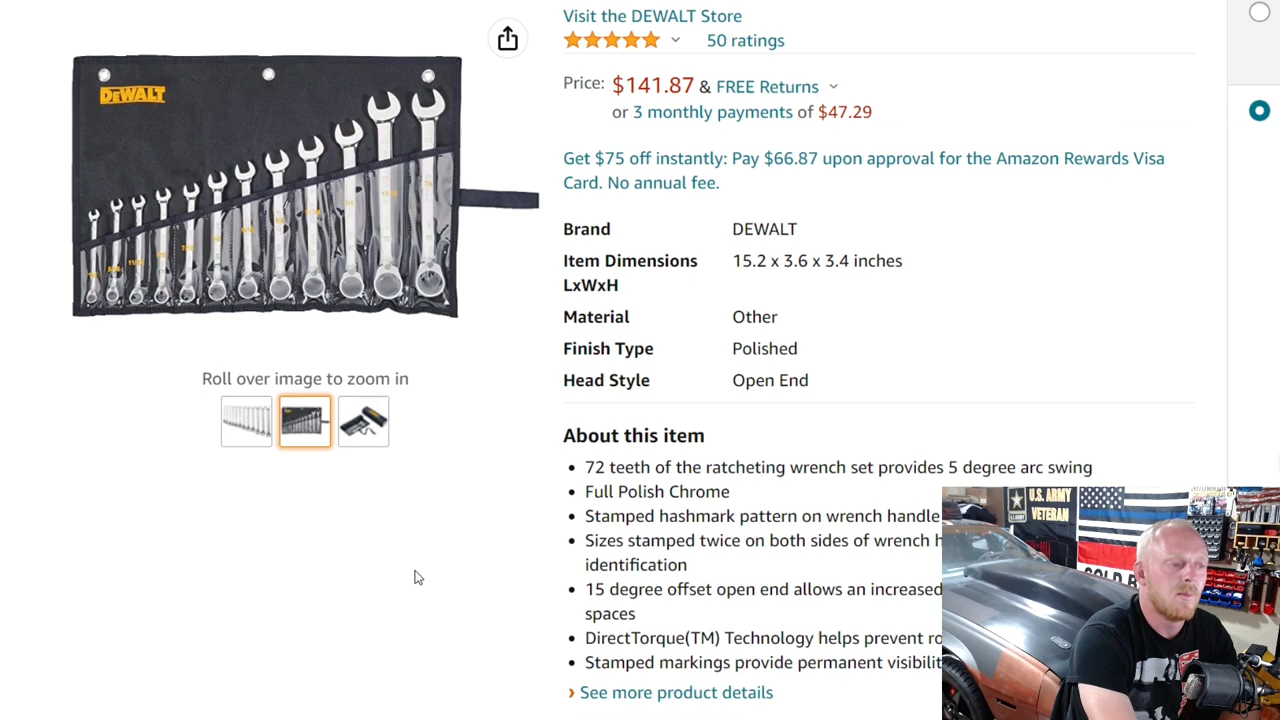 Visit the DEWALT Store
50 ratings
Price: $141.87 & FREE Returns
or 3 monthly payments of $47.29
Get $75 off instantly: Pay $66.87 upon approval for the Amazon Rewards Visa
Card. No annual fee.
Brand DEWALT
Item Dimensions 15.2 x 3.6 x 3.4 inches
LxWxH
Material Other
Finish Type Polished
Head Style Open End
About this item
• 72 teeth of the ratcheting wrench set provides 5 degree arc swing
• Full Polish Chrome
• Stamped hashmark pattern on wrench handle
• Sizes stamped twice on both sides of wrench h
identification
• 15 degree offset open end allows an increased
spaces
• DirectTorque(TM) Technology helps prevent ro
• Stamped markings provide permanent visibilit
› See more product details
DEWALT
Roll over image to zoom in
U.S. ARMY
VETERAN